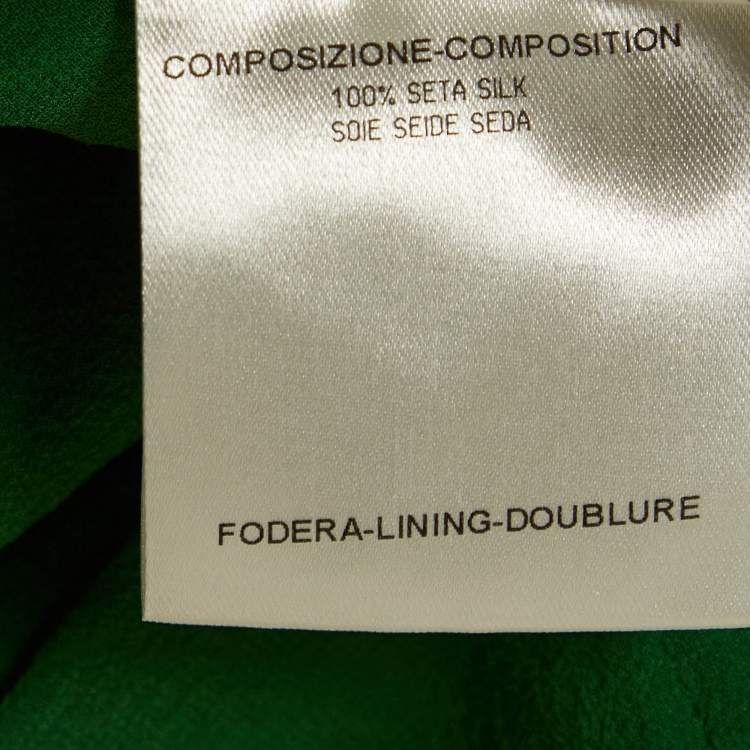 COMPOSIZIONE-COMPOSITION
100% SETA SILK
SOIE SEIDE SEDA
FODERA-LINING-DOUBLURE